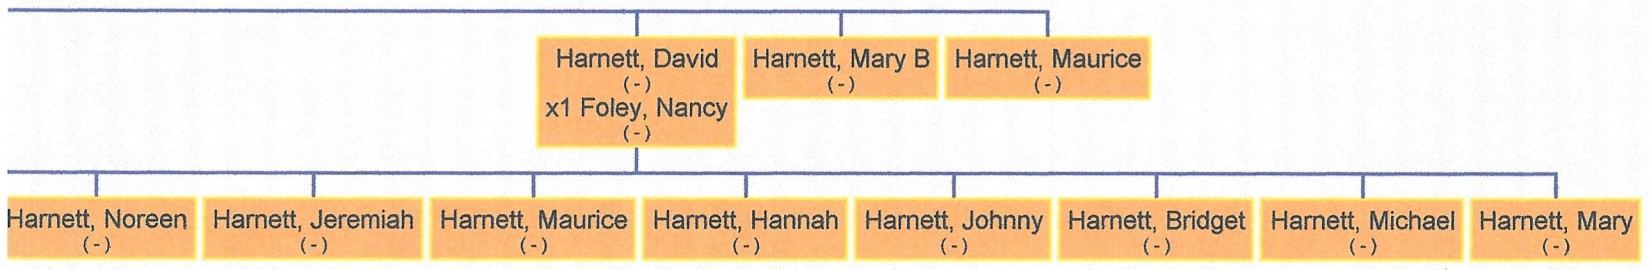 Harnett, David
(-)
x1 Foley, Nancy
(-)
Harnett, Mary B
(-)
Harnett, Maurice
(-)
Harnett, Noreen
(-)
Harnett, Jeremiah
(-)
Harnett, Maurice
(-)
Harnett, Hannah
(-)
Harnett, Johnny
(-)
Harnett, Bridget
(-)
Harnett, Michael
(-)
Harnett, Mary
(-)